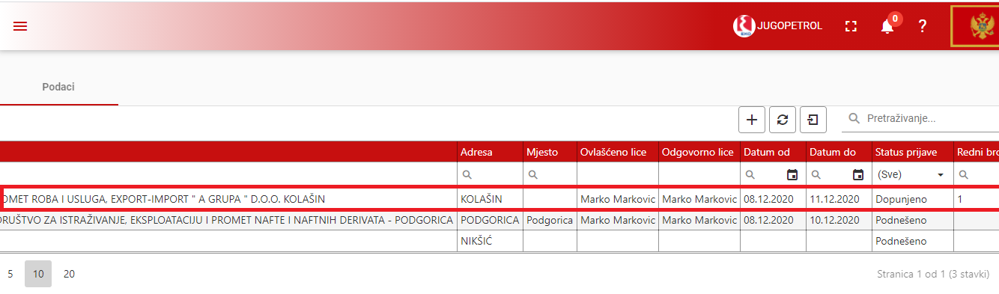 EKO JUGOPETROL 0 ?
Podaci
Pretraživanje...
Adresa Mjesto Ovlašćeno lice Odgovorno lice Datum od Datum do Status prijave Redni bro
(Sve)
OMET ROBA I USLUGA, EXPORT-IMPORT " A GRUPA " D.O.O. KOLAŠIN KOLAŠIN Marko Markovic Marko Markovic 08.12.2020 11.12.2020 Dopunjeno 1
DRUŠTVO ZA ISTRAŽIVANJE, EKSPLOATACIJU I PROMET NAFTE I NAFTNIH DERIVATA - PODGORICA PODGORICA Podgorica Marko Markovic Marko Markovic 08.12.2020 10.12.2020 Podnešeno
NIKŠIĆ Podnešeno
5 10 20 Stranica 1 od 1 (3 stavki)